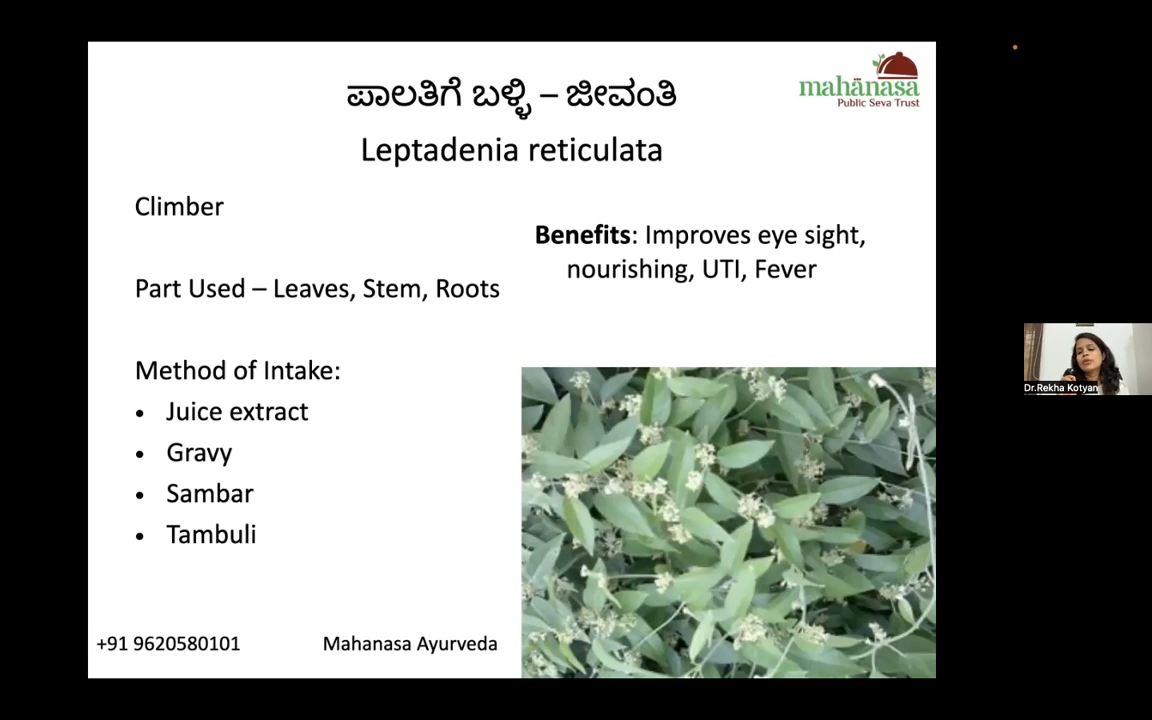 ಪಾಲತಿಗೆ ಬಳ್ಳಿ – ಜೀವಂತಿ
mahänasa
Public Seva Trust
Leptadenia reticulata
Climber
Part Used – Leaves, Stem, Roots
Method of Intake:
• Juice extract
• Gravy
• Sambar
• Tambuli
Benefits: Improves eye sight,
nourishing, UTI, Fever
+91 9620580101
Mahanasa Ayurveda
Dr.Rekha Kotyan